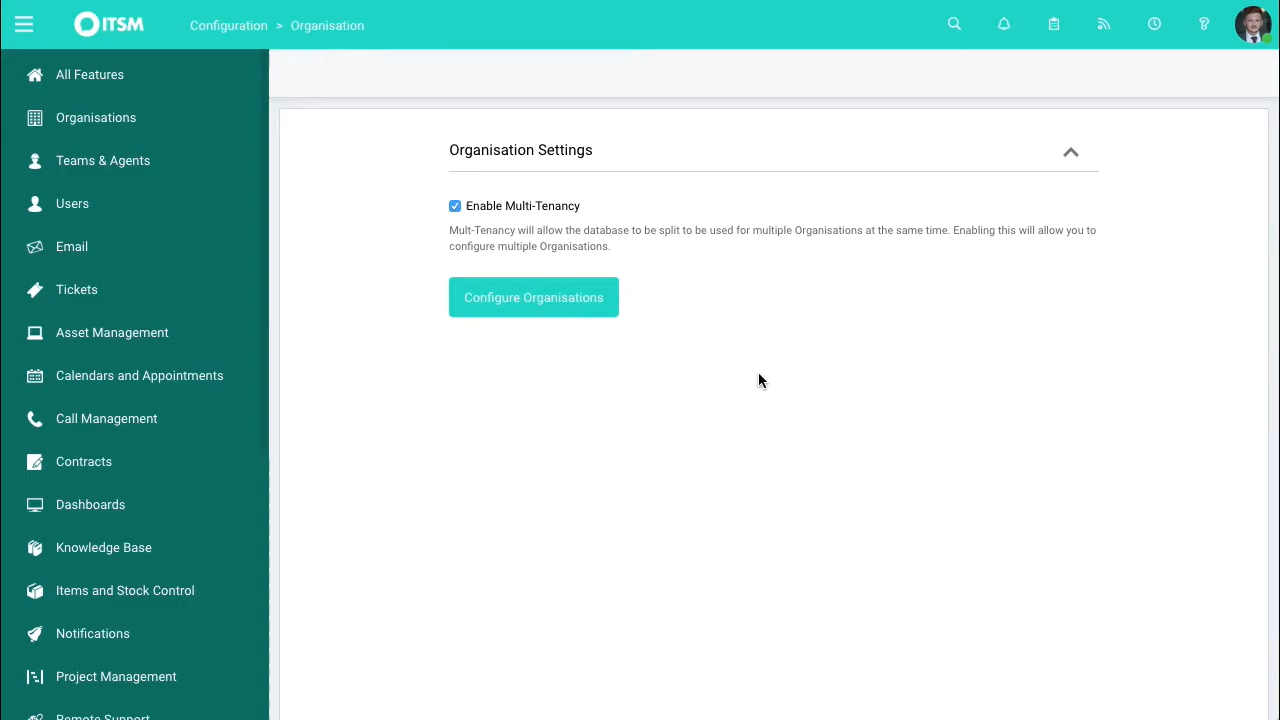 ITSM
Configuration > Organisation
All Features
Organisations
Teams & Agents
Users
Email
Tickets
Asset Management
Calendars and Appointments
Call Management
Contracts
Dashboards
Knowledge Base
Items and Stock Control
Notifications
Project Management
Remote Support
Organisation Settings
Enable Multi-Tenancy
Mult-Tenancy will allow the database to be split to be used for multiple Organisations at the same time. Enabling this will allow you to
configure multiple Organisations.
Configure Organisations